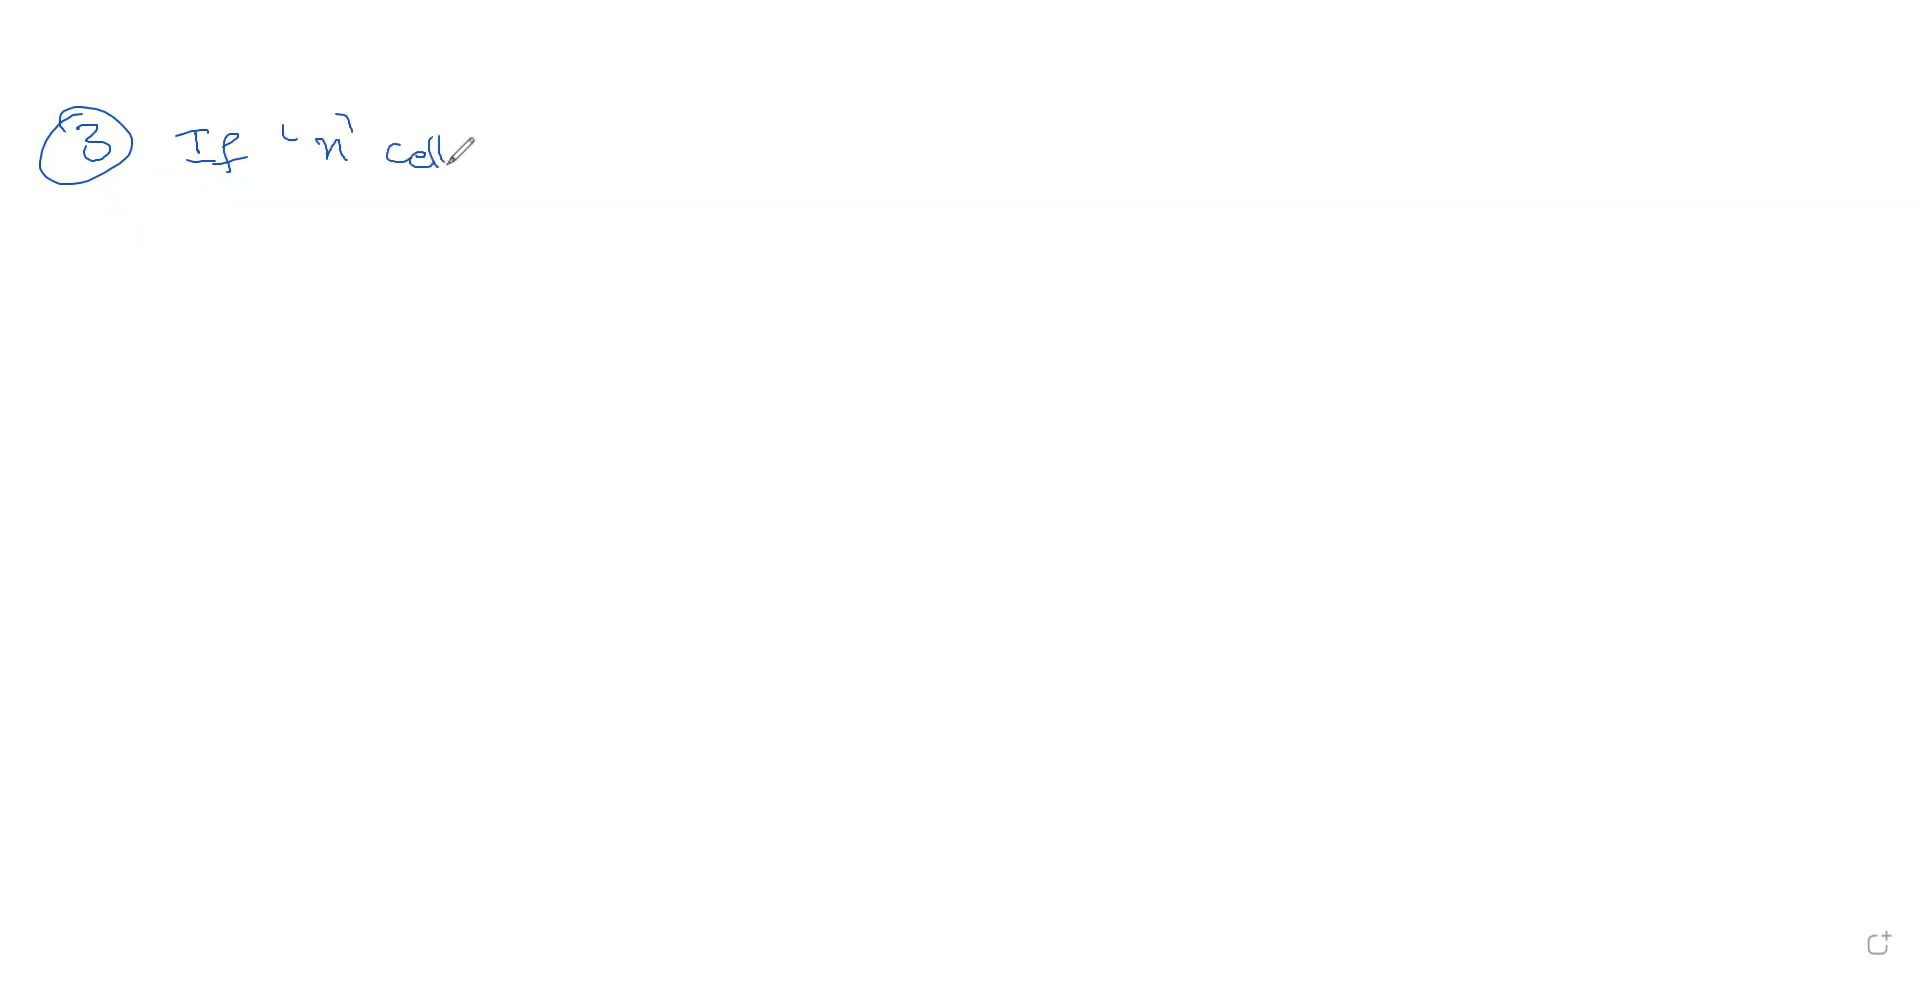 ③ If 'n' cell